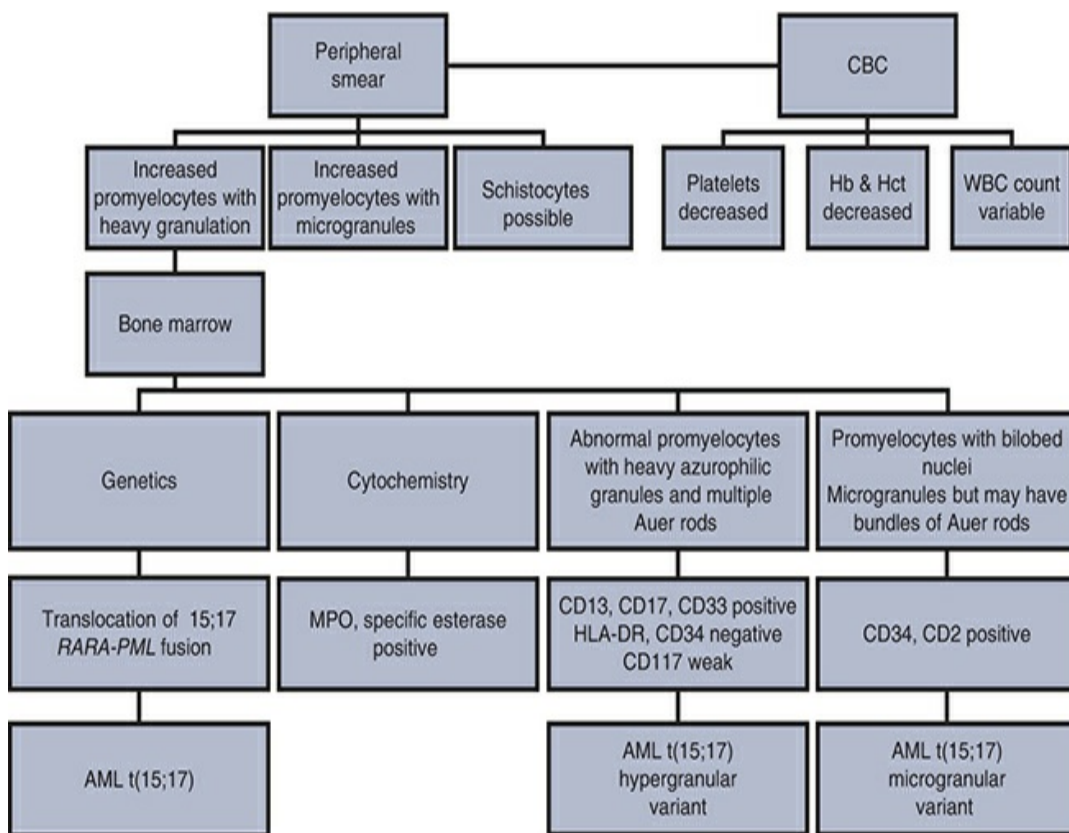 Peripheral
smear
CBC
Increased
promyelocytes with
heavy granulation
Increased
promyelocytes with
microgranules
Schistocytes
possible
Platelets
decreased
Hb & Hct
decreased
WBC count
variable
Bone marrow
Genetics
Cytochemistry
Abnormal promyelocytes
with heavy azurophilic
granules and multiple
Auer rods
Promyelocytes with bilobed
nuclei
Microgranules but may have
bundles of Auer rods
Translocation of 15;17
RARA-PML fusion
MPO, specific esterase
positive
CD13, CD17, CD33 positive
HLA-DR, CD34 negative
CD117 weak
CD34, CD2 positive
AML t(15;17)
AML t(15;17)
hypergranular
variant
AML t(15;17)
microgranular
variant